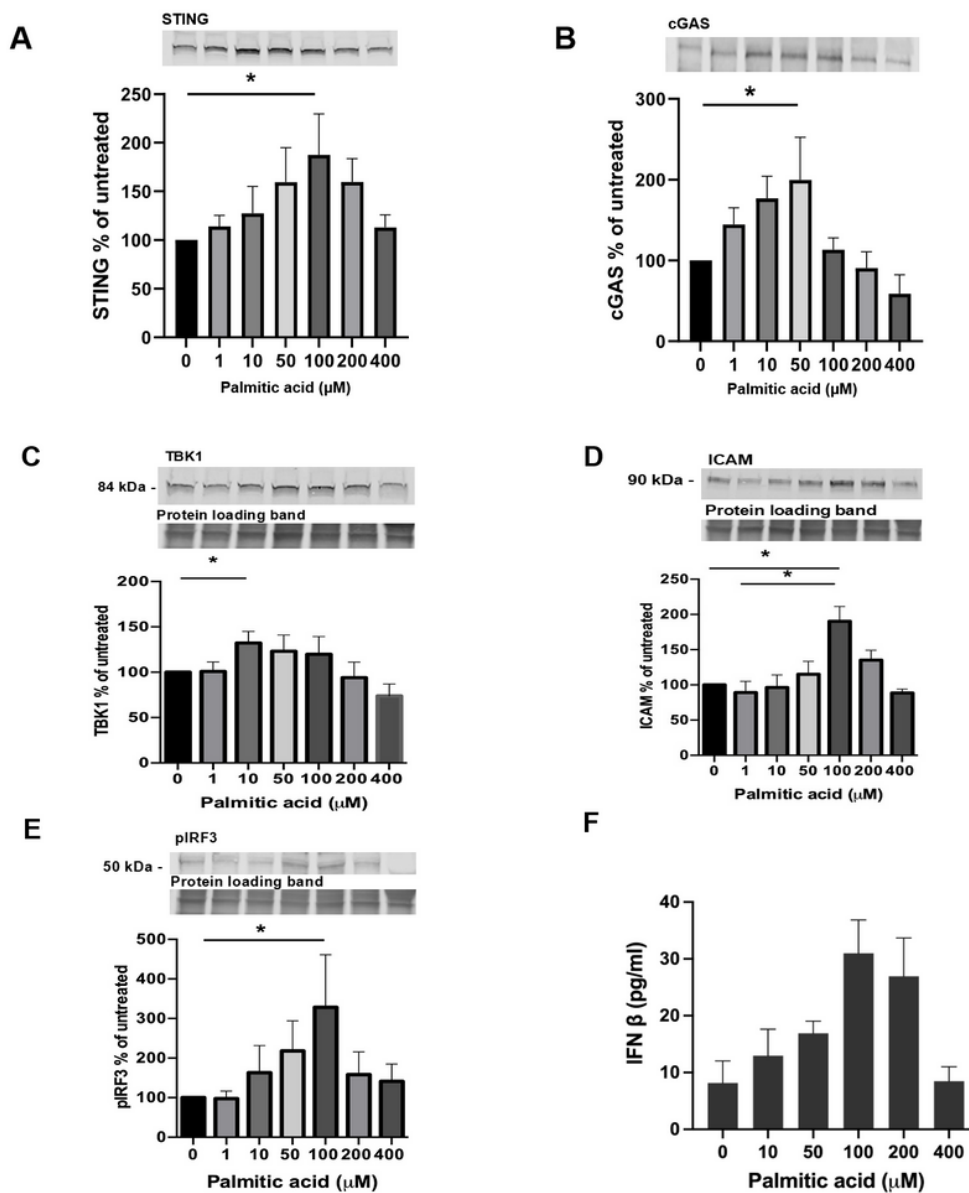 A
STING
*
STING % of untreated
250
200
150
100
50
0
0 1 10 50 100 200 400
Palmitic acid (µM)
B
cGAS
*
cGAS % of untreated
300
200
100
0
0 1 10 50 100 200 400
Palmitic acid (µM)
C
TBK1
84 kDa -
Protein loading band
*
TBK1 % of untreated
200
150
100
50
0
0 1 10 50 100 200 400
Palmitic acid (µM)
D
ICAM
90 kDa -
Protein loading band
*
*
ICAM % of untreated
250
200
150
100
50
0
0 1 10 50 100 200 400
Palmitic acid (µM)
E
pIRF3
50 kDa -
Protein loading band
*
pIRF3 % of untreated
500
400
300
200
100
0
0 1 10 50 100 200 400
Palmitic acid (µM)
F
IFN β (pg/ml)
40
30
20
10
0
0 10 50 100 200 400
Palmitic acid (µM)